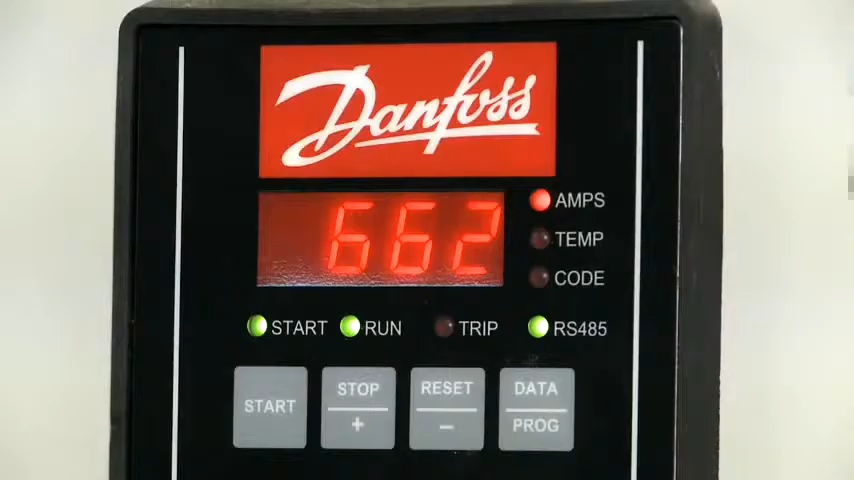 Danfoss
662
AMPS
TEMP
CODE
START RUN TRIP RS485
START STOP + RESET - DATA PROG